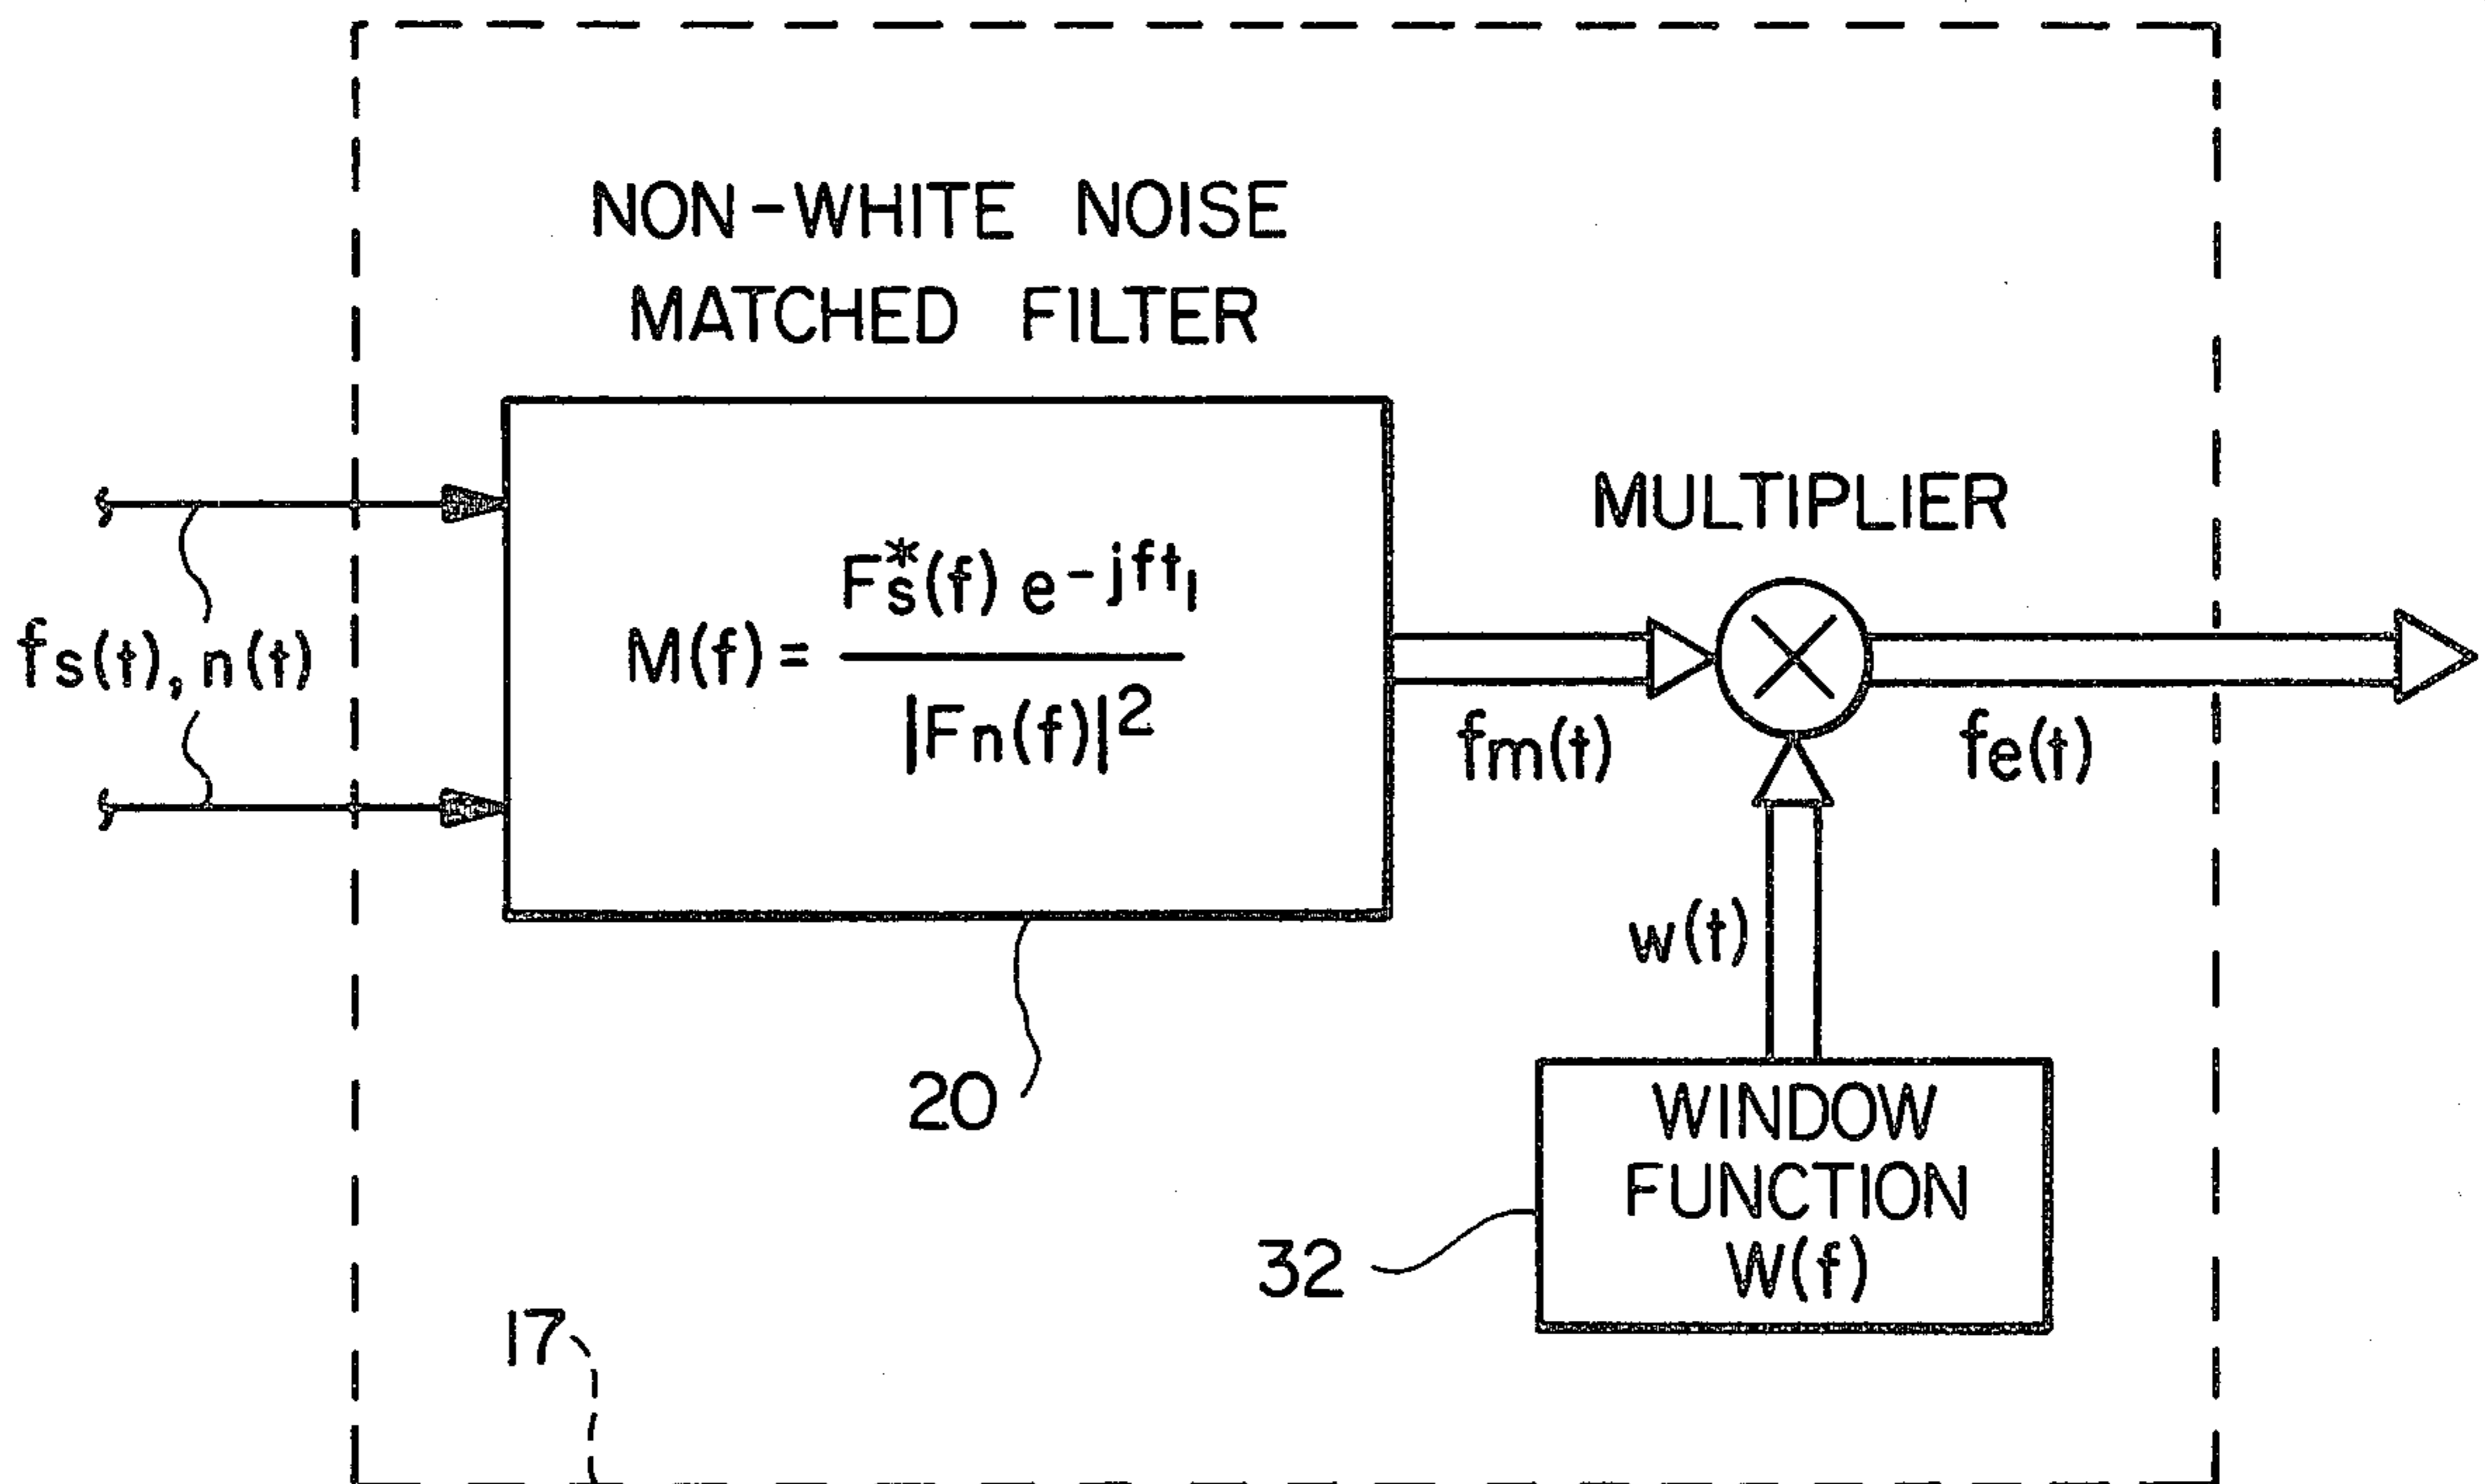 NON-WHITE NOISE
MATCHED FILTER
fs(t), n(t)
M(f) = F*s(f) e-jft1
|Fn(f)|2
MULTIPLIER
fm(t)
fe(t)
w(t)
20
WINDOW
FUNCTION
W(f)
32
17